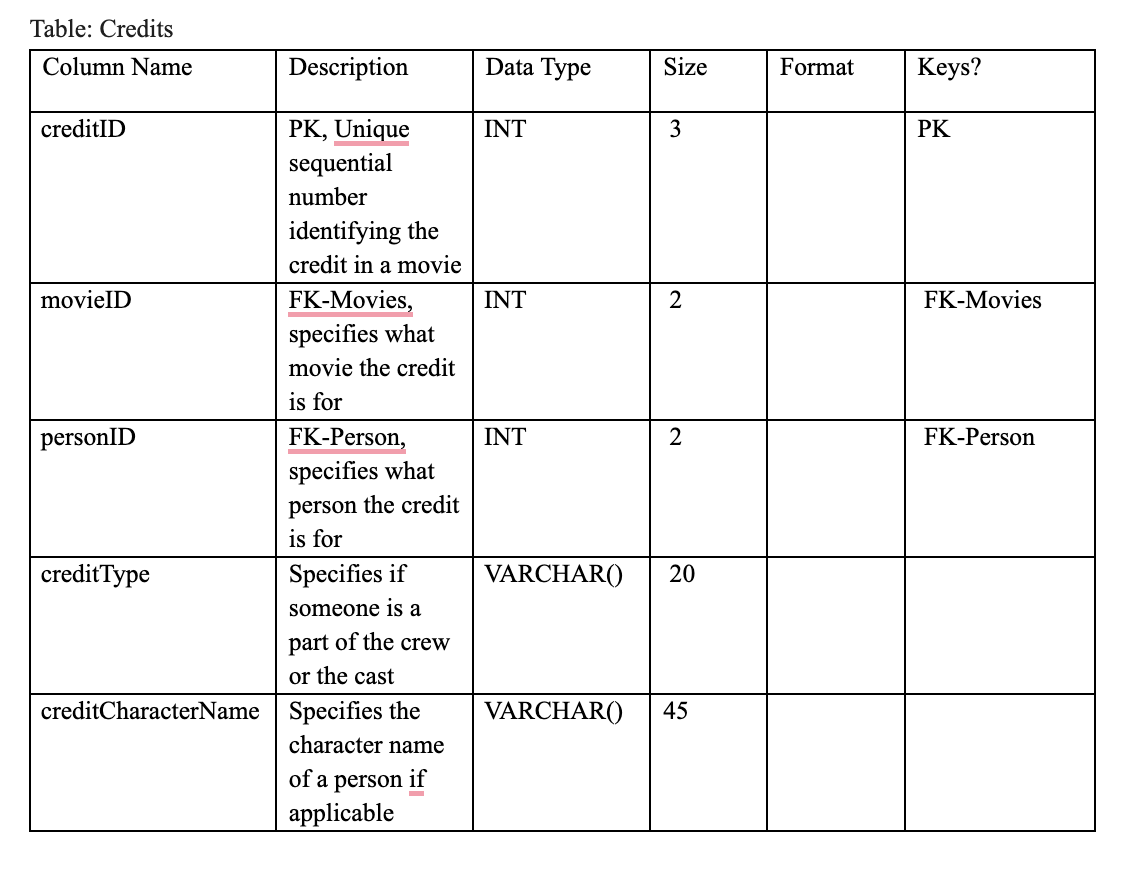 Table: Credits
Column Name Description Data Type Size Format Keys?
creditID PK, Unique INT 3 PK
sequential
number
identifying the
credit in a movie
movieID FK-Movies, INT 2 FK-Movies
specifies what
movie the credit
is for
personID FK-Person, INT 2 FK-Person
specifies what
person the credit
is for
creditType Specifies if VARCHAR() 20
someone is a
part of the crew
or the cast
creditCharacterName Specifies the VARCHAR() 45
character name
of a person if
applicable